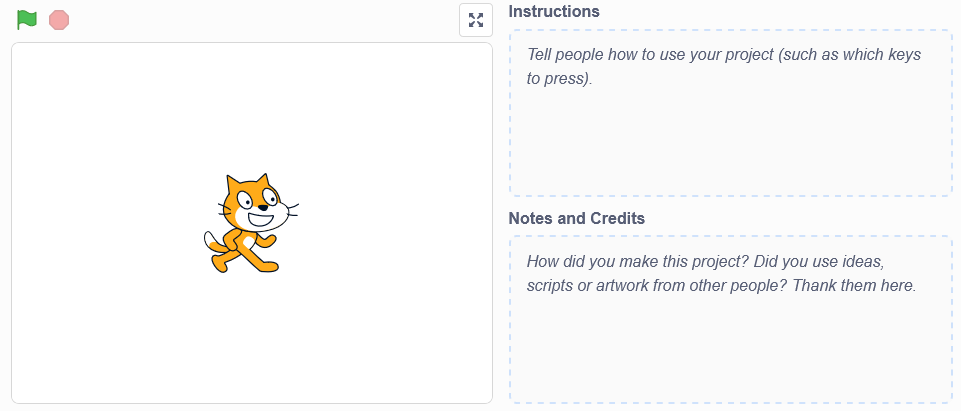 Instructions
Tell people how to use your project (such as which keys
to press).
Notes and Credits
How did you make this project? Did you use ideas,
scripts or artwork from other people? Thank them here.